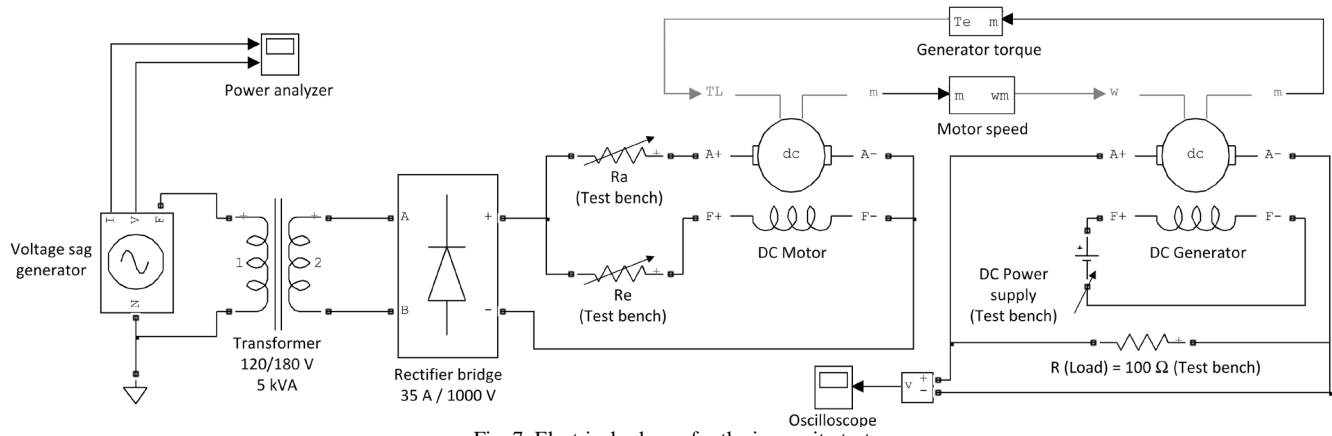 Te m
Generator torque
Power analyzer
TL
m
m wm
w
m
Motor speed
I V F
Voltage sag
generator
N
+ +
1 2
Transformer
120/180 V
5 kVA
A
B
+
-
Rectifier bridge
35 A / 1000 V
+
Ra
(Test bench)
+
Re
(Test bench)
A+ dc A-
F+ F-
DC Motor
A+ dc A-
F+ F-
DC Generator
+
DC Power
supply
(Test bench)
+
R (Load) = 100 Ω (Test bench)
v + -
Oscilloscope